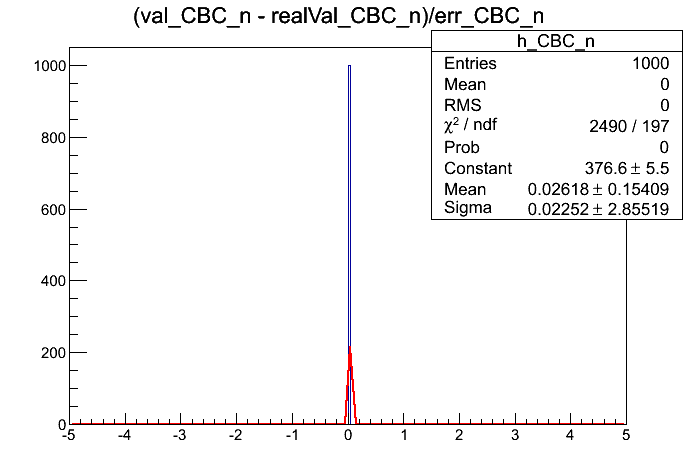 (val_CBC_n - realVal_CBC_n)/err_CBC_n
h_CBC_n
Entries 1000
Mean 0
RMS 0
χ² / ndf 2490 / 197
Prob 0
Constant 376.6 ± 5.5
Mean 0.02618 ± 0.15409
Sigma 0.02252 ± 2.85519
1000
800
600
400
200
0
-5 -4 -3 -2 -1 0 1 2 3 4 5